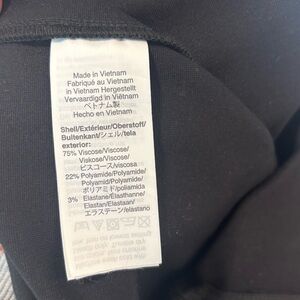 Made in Vietnam
Fabriqué au Vietnam
in Vietnam Hergestellt
Vervaardigd in Viêtnam
ベトナム製
Hecho en Vietnam
Shell/Extérieur/Oberstoff/
Buitenkant/シェル/tela
exterior:
75% Viscose/Viscose/
Viskose/Viscose/
ビスコース/viscosa
22% Polyamide/Polyamide/
Polyamid/Polyamide/
ポリアミド/poliamida
3% Elastane/Élasthanne/
Elastan/Elastaan/
エラステーン/elastano